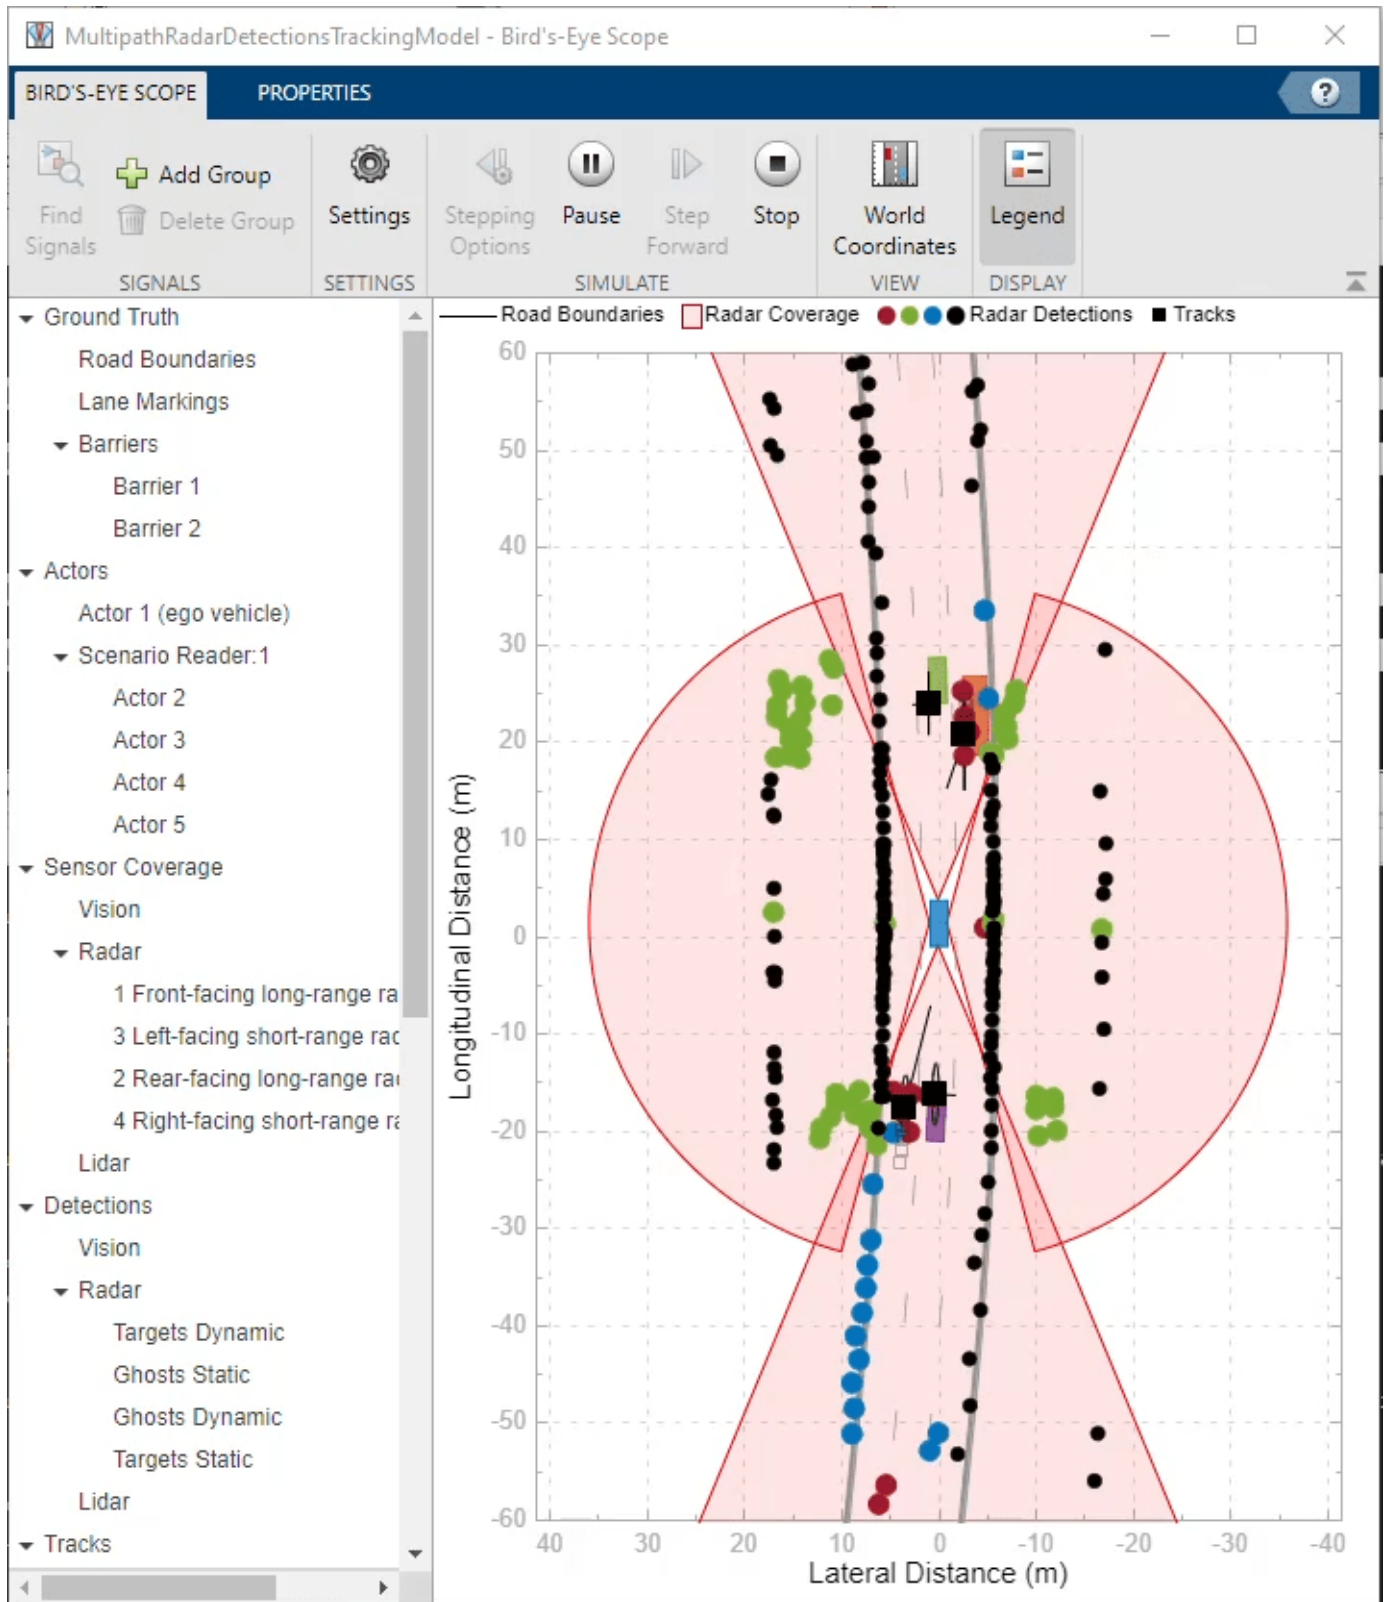 MultipathRadarDetectionsTrackingModel - Bird's-Eye Scope
BIRD'S-EYE SCOPE PROPERTIES
?
Find Signals
Add Group
Delete Group
Settings
Stepping Options
Pause
Step Forward
Stop
World Coordinates
Legend
SIGNALS SETTINGS SIMULATE VIEW DISPLAY
Ground Truth
Road Boundaries
Lane Markings
Barriers
Barrier 1
Barrier 2
Actors
Actor 1 (ego vehicle)
Scenario Reader:1
Actor 2
Actor 3
Actor 4
Actor 5
Sensor Coverage
Vision
Radar
1 Front-facing long-range ra
3 Left-facing short-range rad
2 Rear-facing long-range ra
4 Right-facing short-range ra
Lidar
Detections
Vision
Radar
Targets Dynamic
Ghosts Static
Ghosts Dynamic
Targets Static
Lidar
Tracks
Road Boundaries Radar Coverage Radar Detections Tracks
60
50
40
30
20
10
0
-10
-20
-30
-40
-50
-60
Longitudinal Distance (m)
40 30 20 10 0 -10 -20 -30 -40
Lateral Distance (m)